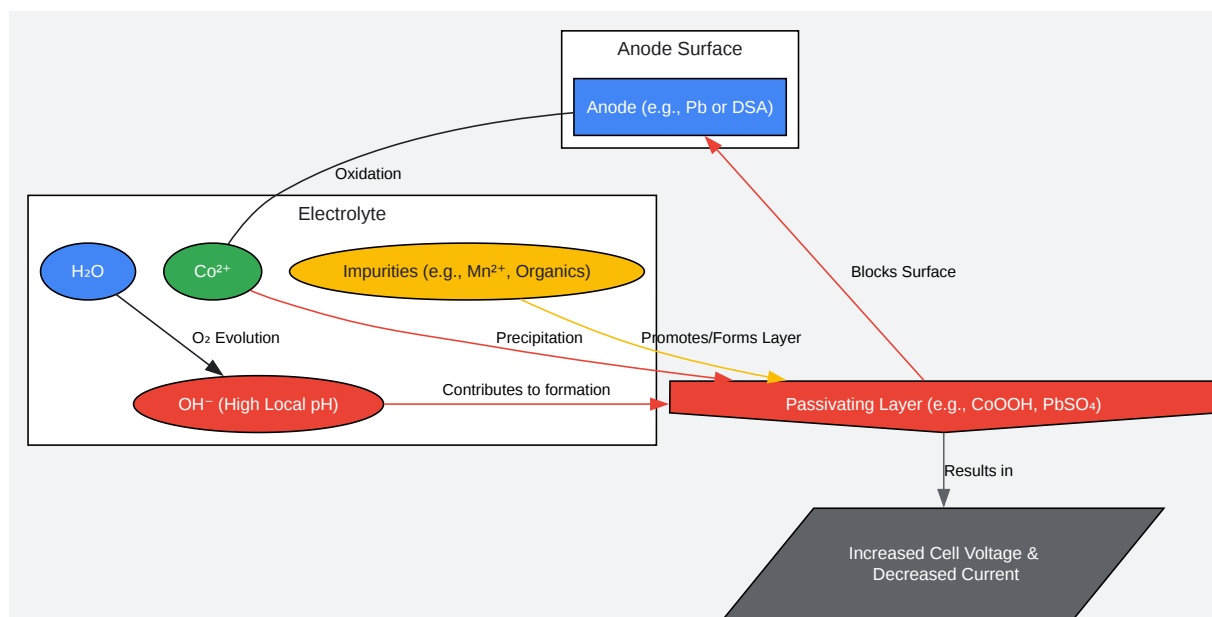 Anode Surface
Anode (e.g., Pb or DSA)
Oxidation
Electrolyte
H₂O
Co²⁺
Impurities (e.g., Mn²⁺, Organics)
Blocks Surface
O₂ Evolution
Precipitation
Promotes/Forms Layer
OH⁻ (High Local pH)
Contributes to formation
Passivating Layer (e.g., CoOOH, PbSO₄)
Results in
Increased Cell Voltage &
Decreased Current